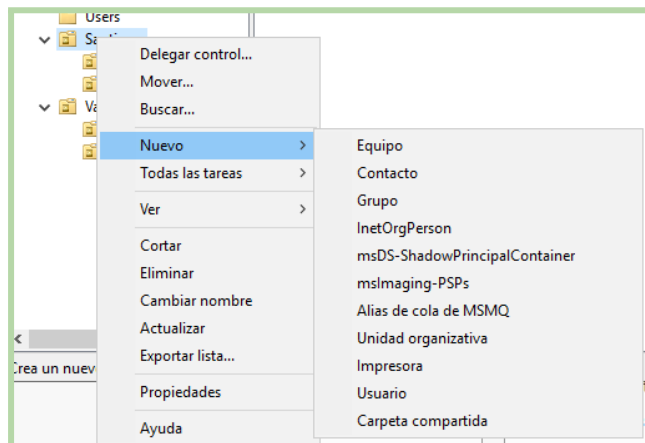 Users
Delegar control...
Mover...
Buscar...
Nuevo
Todas las tareas
Ver
Cortar
Eliminar
Cambiar nombre
Actualizar
Exportar lista...
Propiedades
Ayuda
Equipo
Contacto
Grupo
InetOrgPerson
msDS-ShadowPrincipalContainer
msImaging-PSPs
Alias de cola de MSMQ
Unidad organizativa
Impresora
Usuario
Carpeta compartida
Crea un nuev